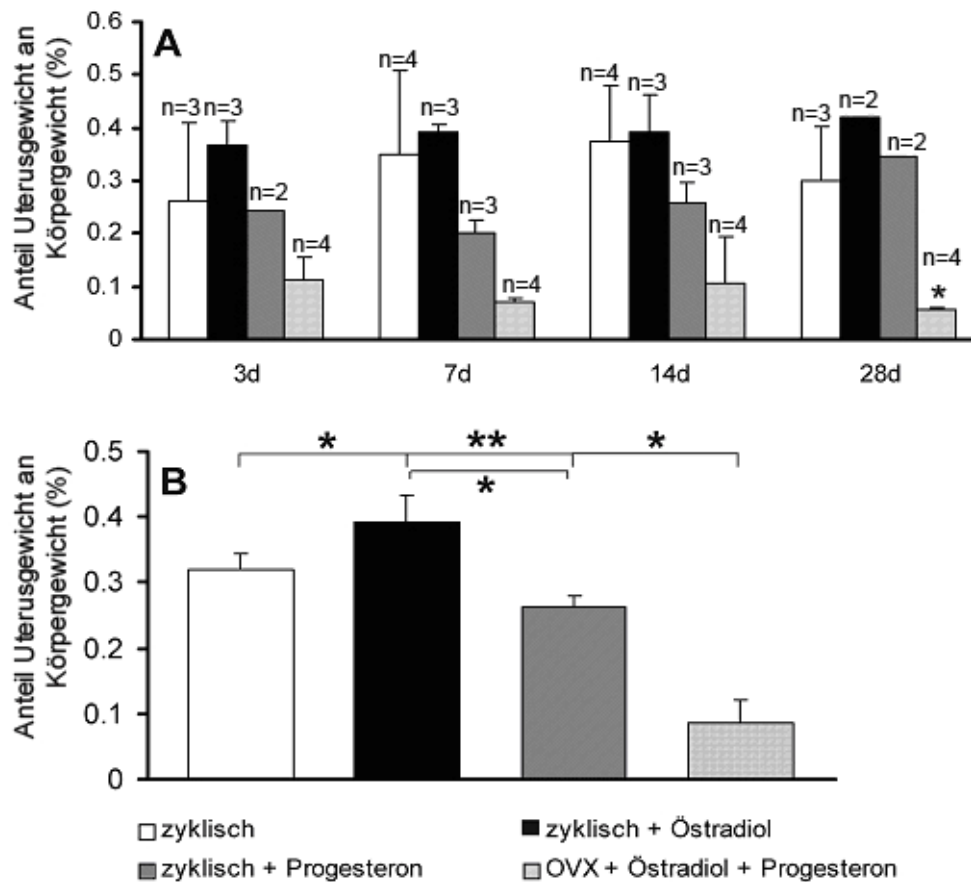 A
Anteil Uterusgewicht an
Körpergewicht (%)
0.6
0.5
0.4
0.3
0.2
0.1
0
n=3
n=3
n=2
n=4
n=4
n=3
n=3
n=4
n=4
n=3
n=3
n=4
n=3
n=2
n=2
n=4
*
3d
7d
14d
28d
B
Anteil Uterusgewicht an
Körpergewicht (%)
0.5
0.4
0.3
0.2
0.1
0
*
**
*
*
zyklisch
zyklisch + Östradiol
zyklisch + Progesteron
OVX + Östradiol + Progesteron